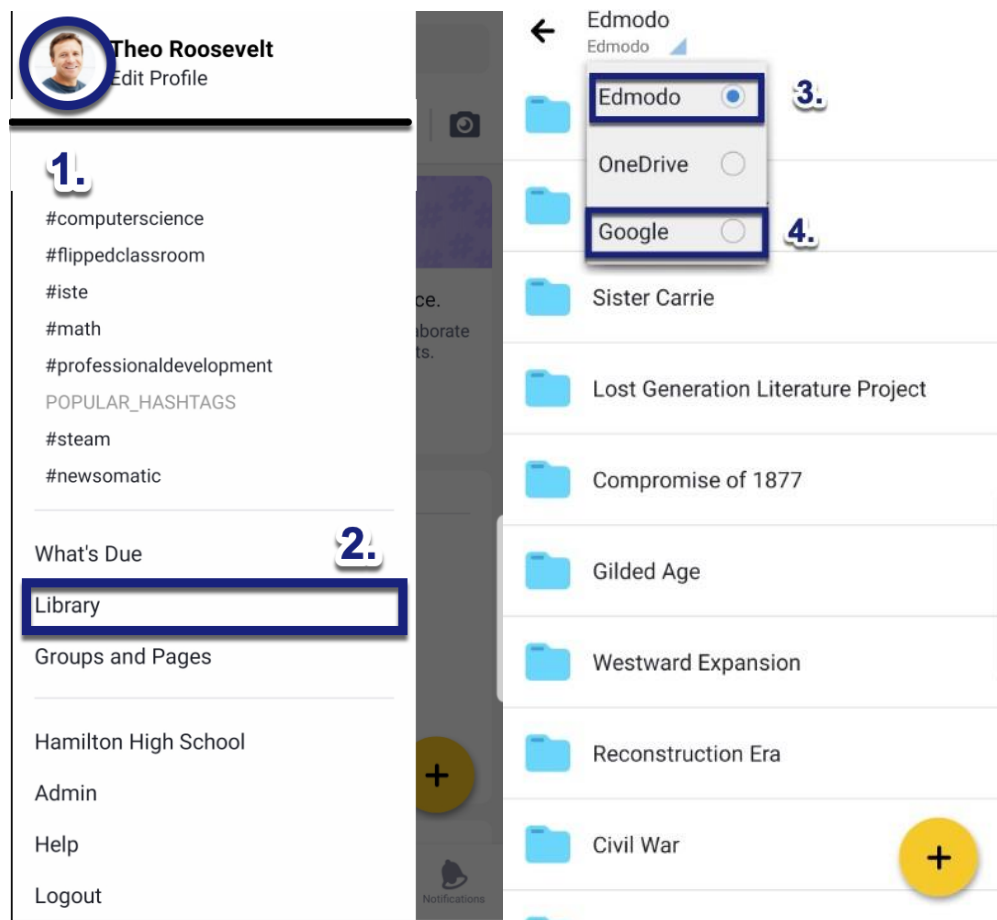 Theo Roosevelt
Edit Profile
1.
#computerscience
#flippedclassroom
#iste
#math
#professionaldevelopment
POPULAR_HASHTAGS
#steam
#newsomatic
What's Due
2.
Library
Groups and Pages
Hamilton High School
Admin
Help
Logout
ce.
aborate
ts.
+
Notifications
Edmodo
Edmodo
Edmodo
3.
OneDrive
Google
4.
Sister Carrie
Lost Generation Literature Project
Compromise of 1877
Gilded Age
Westward Expansion
Reconstruction Era
Civil War
+